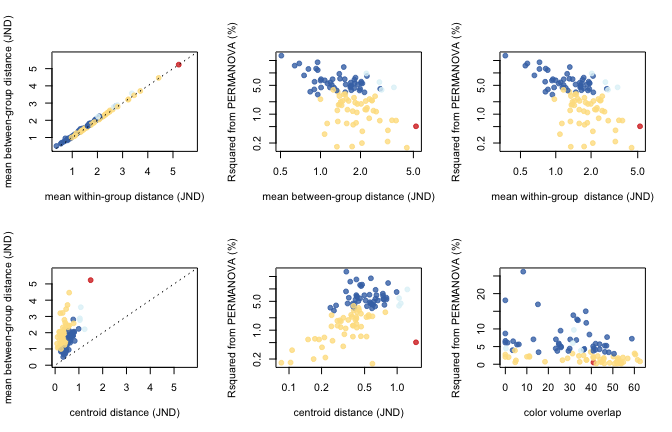 mean between-group distance (JND)
5
4
3
2
1
1 2 3 4 5
mean within-group distance (JND)
Rsquared from PERMANOVA (%)
5.0
1.0
0.2
0.5 1.0 2.0 5.0
mean between-group distance (JND)
Rsquared from PERMANOVA (%)
5.0
1.0
0.2
0.5 1.0 2.0 5.0
mean within-group distance (JND)
mean between-group distance (JND)
5
4
3
2
1
0
0 1 2 3 4 5
centroid distance (JND)
Rsquared from PERMANOVA (%)
5.0
1.0
0.2
0.1 0.2 0.5 1.0
centroid distance (JND)
Rsquared from PERMANOVA (%)
20
10
5
0
0 10 20 30 40 50 60
color volume overlap